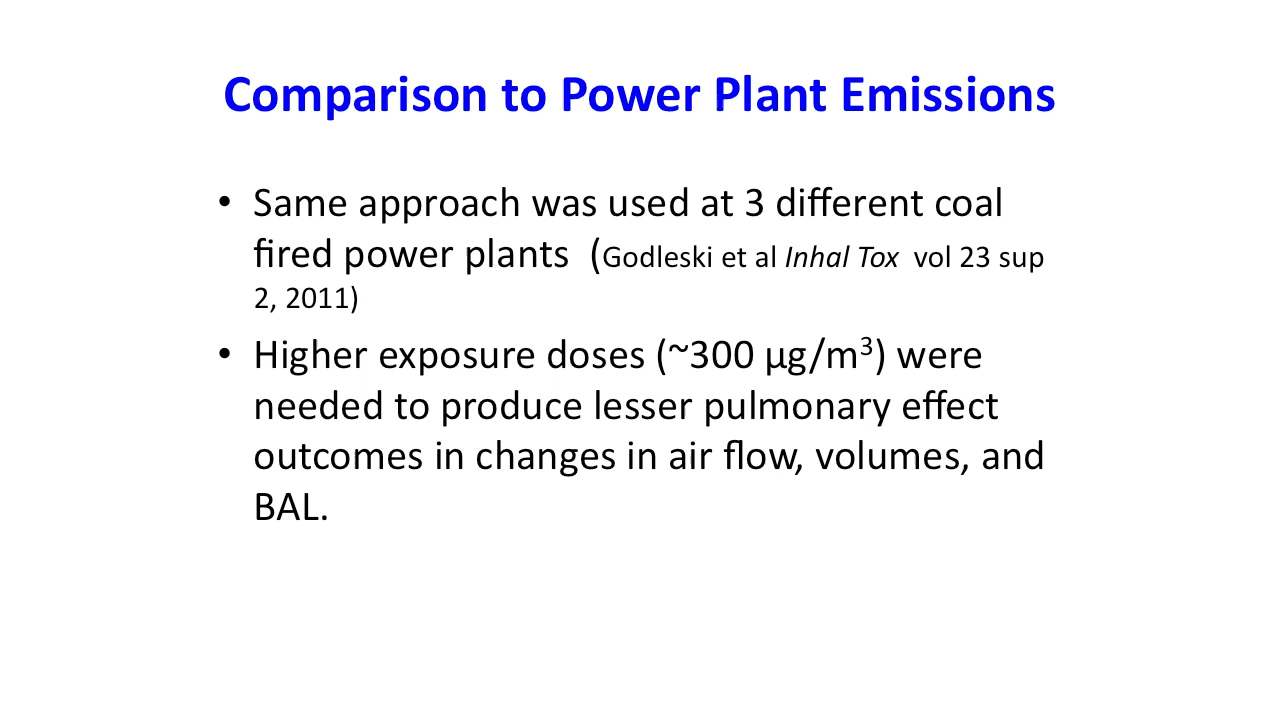 Comparison to Power Plant Emissions
• Same approach was used at 3 different coal
fired power plants (Godleski et al Inhal Tox vol 23 sup
2, 2011)
• Higher exposure doses (~300 µg/m³) were
needed to produce lesser pulmonary effect
outcomes in changes in air flow, volumes, and
BAL.